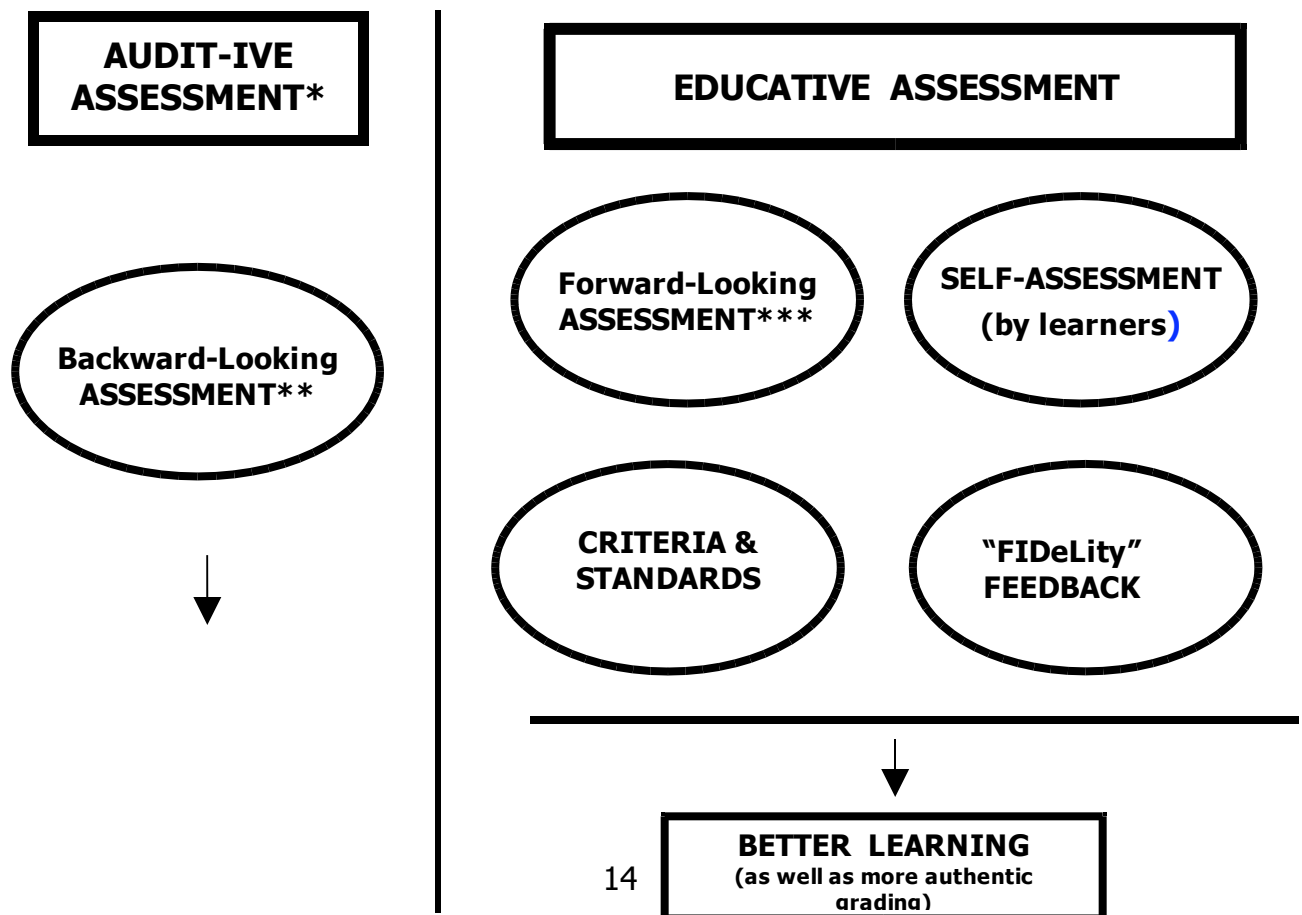 AUDIT-IVE
ASSESSMENT*
Backward-Looking
ASSESSMENT**
EDUCATIVE ASSESSMENT
Forward-Looking
ASSESSMENT***
SELF-ASSESSMENT
(by learners)
CRITERIA &
STANDARDS
“FIDeLity”
FEEDBACK
BETTER LEARNING
(as well as more authentic
grading)
14